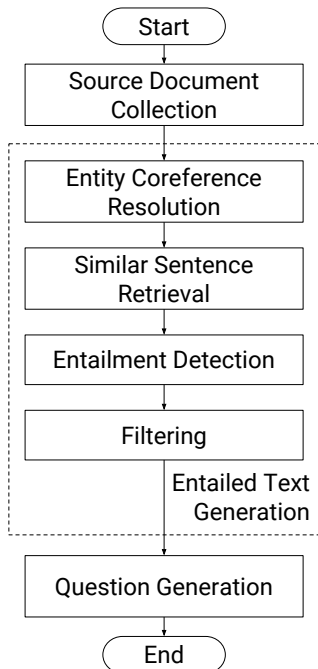 Start
Source Document
Collection
Entity Coreference
Resolution
Similar Sentence
Retrieval
Entailment Detection
Filtering
Entailed Text
Generation
Question Generation
End